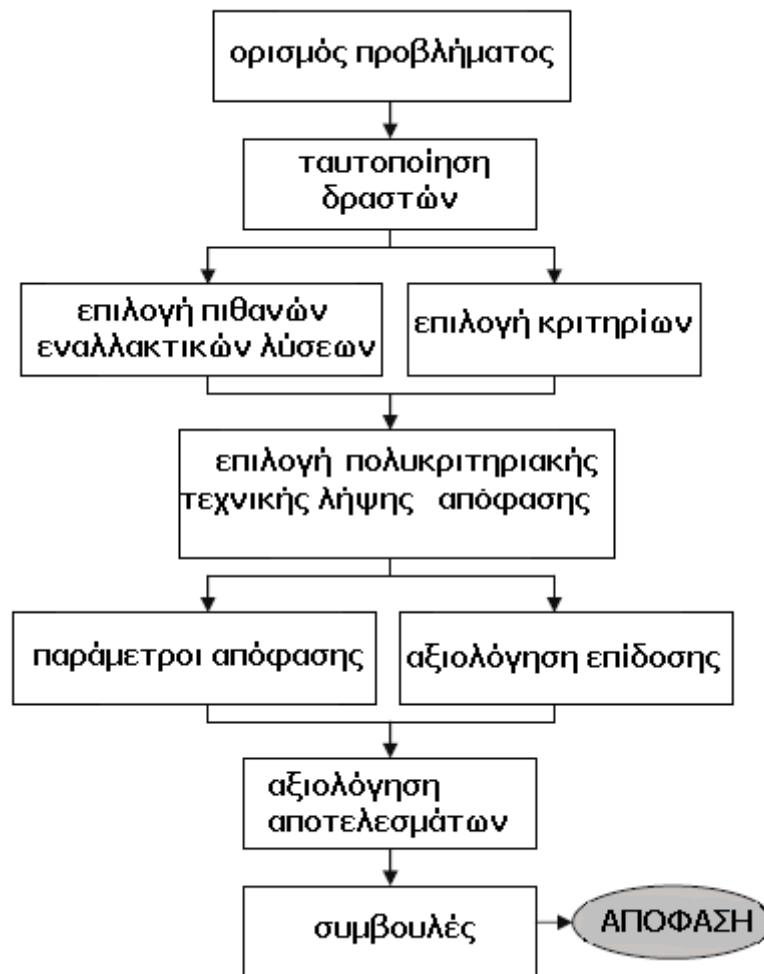 ορισμός προβλήματος
ταυτοποίηση
δραστών
επιλογή πιθανών
εναλλακτικών λύσεων
επιλογή κριτηρίων
επιλογή πολυκριτηριακής
τεχνικής λήψης απόφασης
παράμετροι απόφασης
αξιολόγηση επίδοσης
αξιολόγηση
αποτελεσμάτων
συμβουλές
ΑΠΟΦΑΣΗ